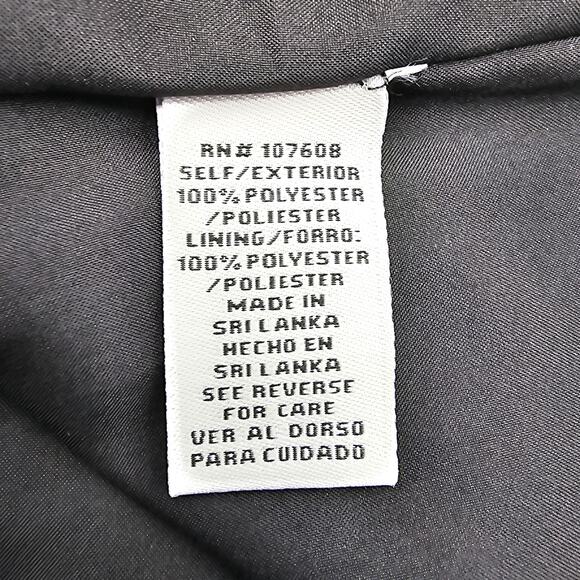 RN# 107608
SELF/EXTERIOR
100% POLYESTER
/POLIESTER
LINING/FORRO:
100% POLYESTER
/POLIESTER
MADE IN
SRI LANKA
HECHO EN
SRI LANKA
SEE REVERSE
FOR CARE
VER AL DORSO
PARA CUIDADO